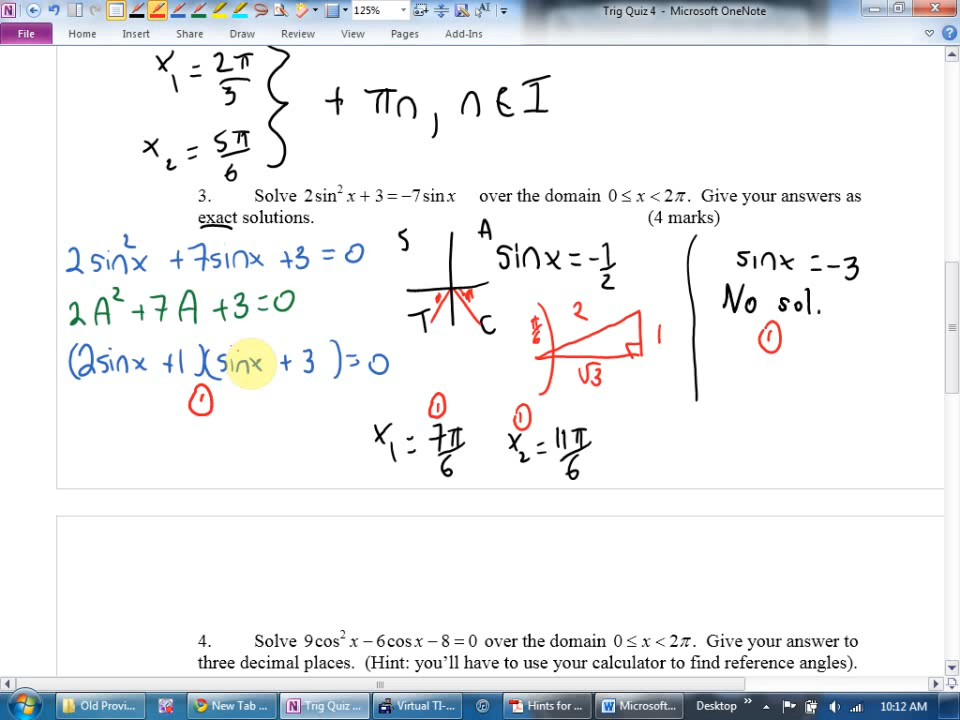 125%
Trig Quiz 4 - Microsoft OneNote
File Home Insert Share Draw Review View Pages Add-Ins
x₁ = 2π/3
x₂ = 5π/6
+ πn, n ∈ I
3. Solve 2sin² x + 3 = −7sin x over the domain 0 ≤ x < 2π. Give your answers as
exact solutions. (4 marks)
2sin²x + 7sinx + 3 = 0
2A² + 7A + 3 = 0
(2sinx + 1)(sinx + 3) = 0
①
S A
T C
sinx = -1/2
π/6 2 1
√3
①
x₁ = 7π/6
①
x₂ = 11π/6
sinx = -3
No sol.
①
4. Solve 9cos² x − 6cos x − 8 = 0 over the domain 0 ≤ x < 2π. Give your answer to
three decimal places. (Hint: you’ll have to use your calculator to find reference angles).
Old Provi... New Tab ... Trig Quiz ... Virtual TI-... Hints for ... Microsoft... Desktop » 10:12 AM